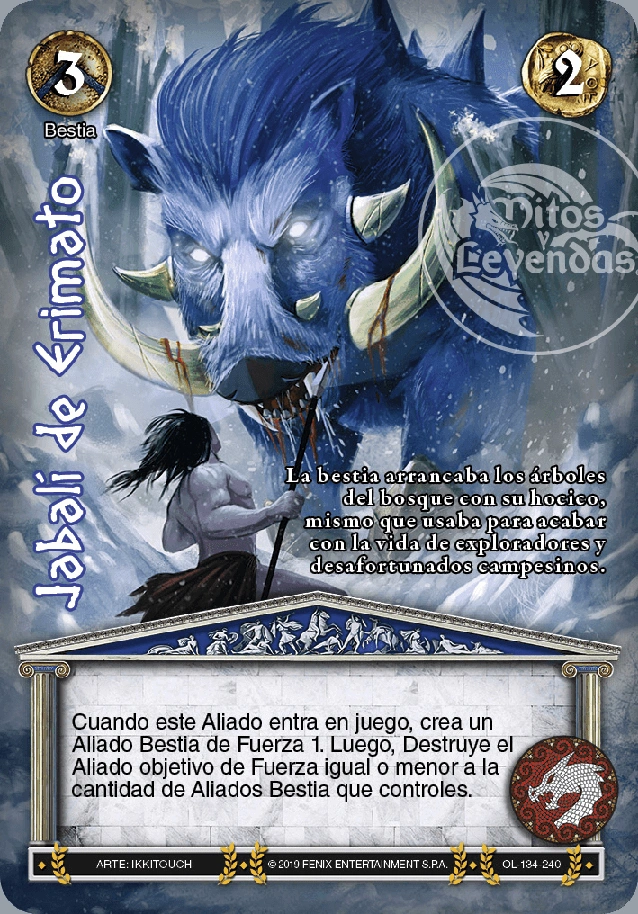 3
2
Bestia
Mitos
y
Leyendas
Jabalí de Erimato
La bestia arrancaba los árboles
del bosque con su hocico,
mismo que usaba para acabar
con la vida de exploradores y
desafortunados campesinos.
Cuando este Aliado entra en juego, crea un
Aliado Bestia de Fuerza 1. Luego, Destruye el
Aliado objetivo de Fuerza igual o menor a la
cantidad de Aliados Bestia que controles.
ARTE: IKKITOUCH
© 2019 FENIX ENTERTAINMENT S.P.A.
OL 134-240